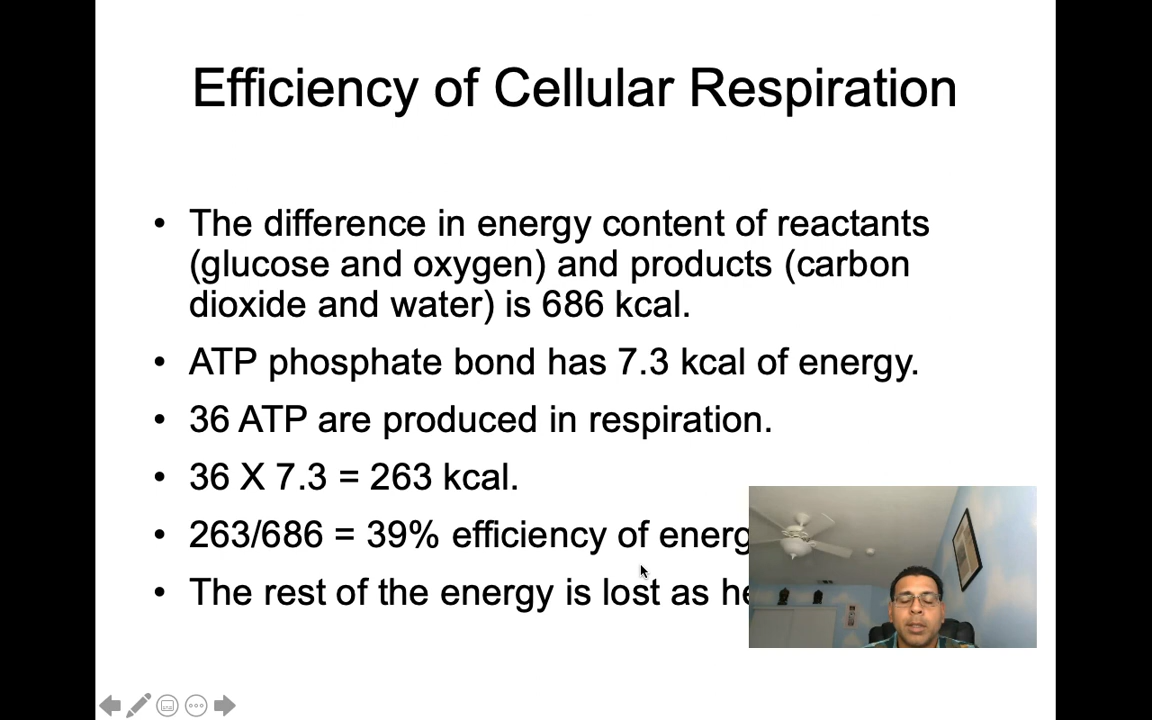 Efficiency of Cellular Respiration
• The difference in energy content of reactants
(glucose and oxygen) and products (carbon
dioxide and water) is 686 kcal.
• ATP phosphate bond has 7.3 kcal of energy.
• 36 ATP are produced in respiration.
• 36 X 7.3 = 263 kcal.
• 263/686 = 39% efficiency of
• The rest of the energy is lost as